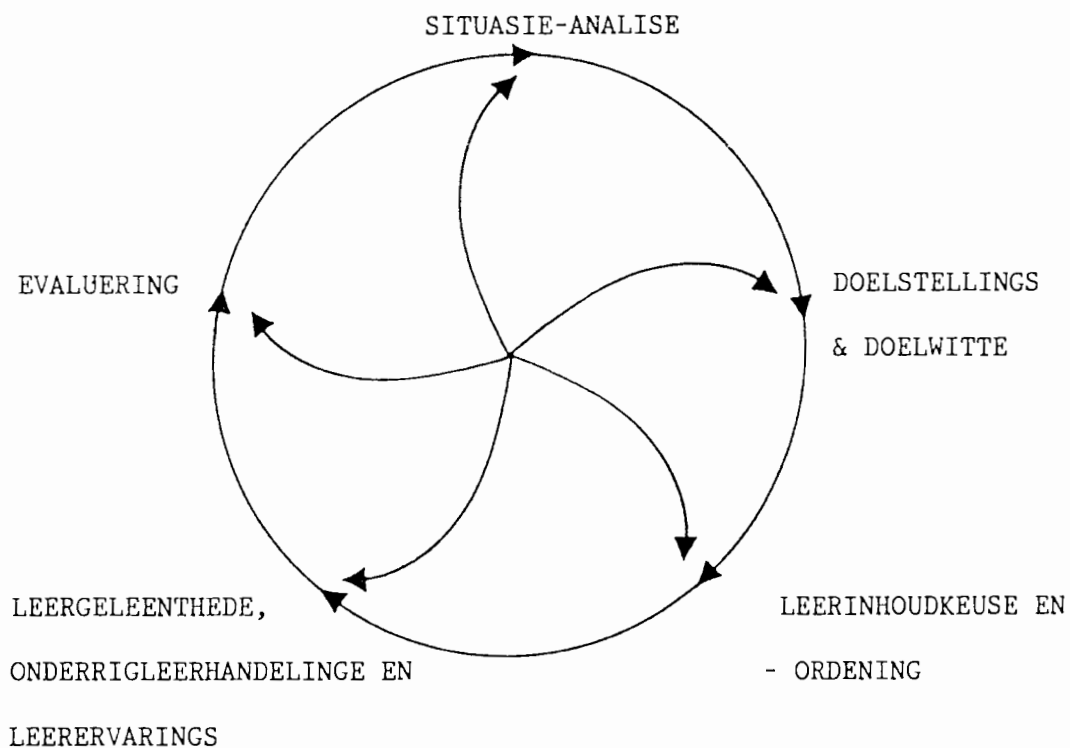 SITUASIE-ANALISE
EVALUERING
DOELSTELLINGS
& DOELWITTE
LEERGELEENTHEDE,
ONDERRIGLEERHANDELINGE EN
LEERERVARINGS
LEERINHOUDKEUSE EN
- ORDENING